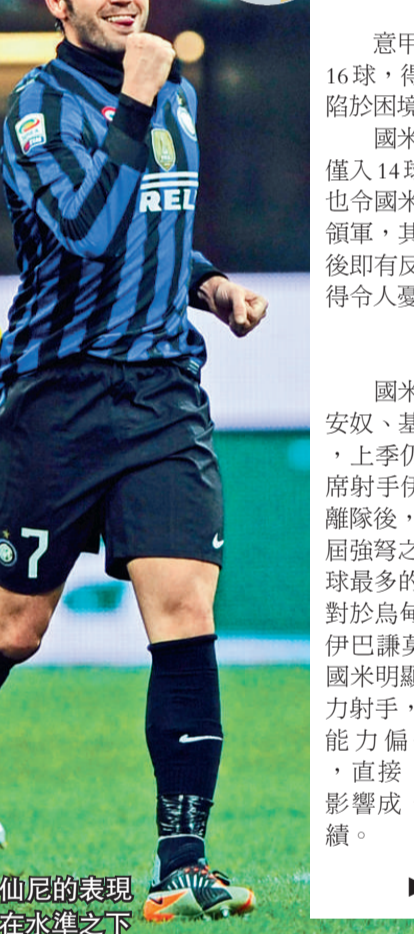 意甲
16球，得
陷於困境
國米
僅入14球
也令國米
領軍，其
後即有反
得令人憂
國米
安奴、基
，上季仍
席射手伊
離隊後，
屆強弩之
球最多的
對於烏甸
伊巴謙莫
國米明顯
力射手，
能力偏
，直接
影響成
績。
REL
7
仙尼的表現
在水準之下